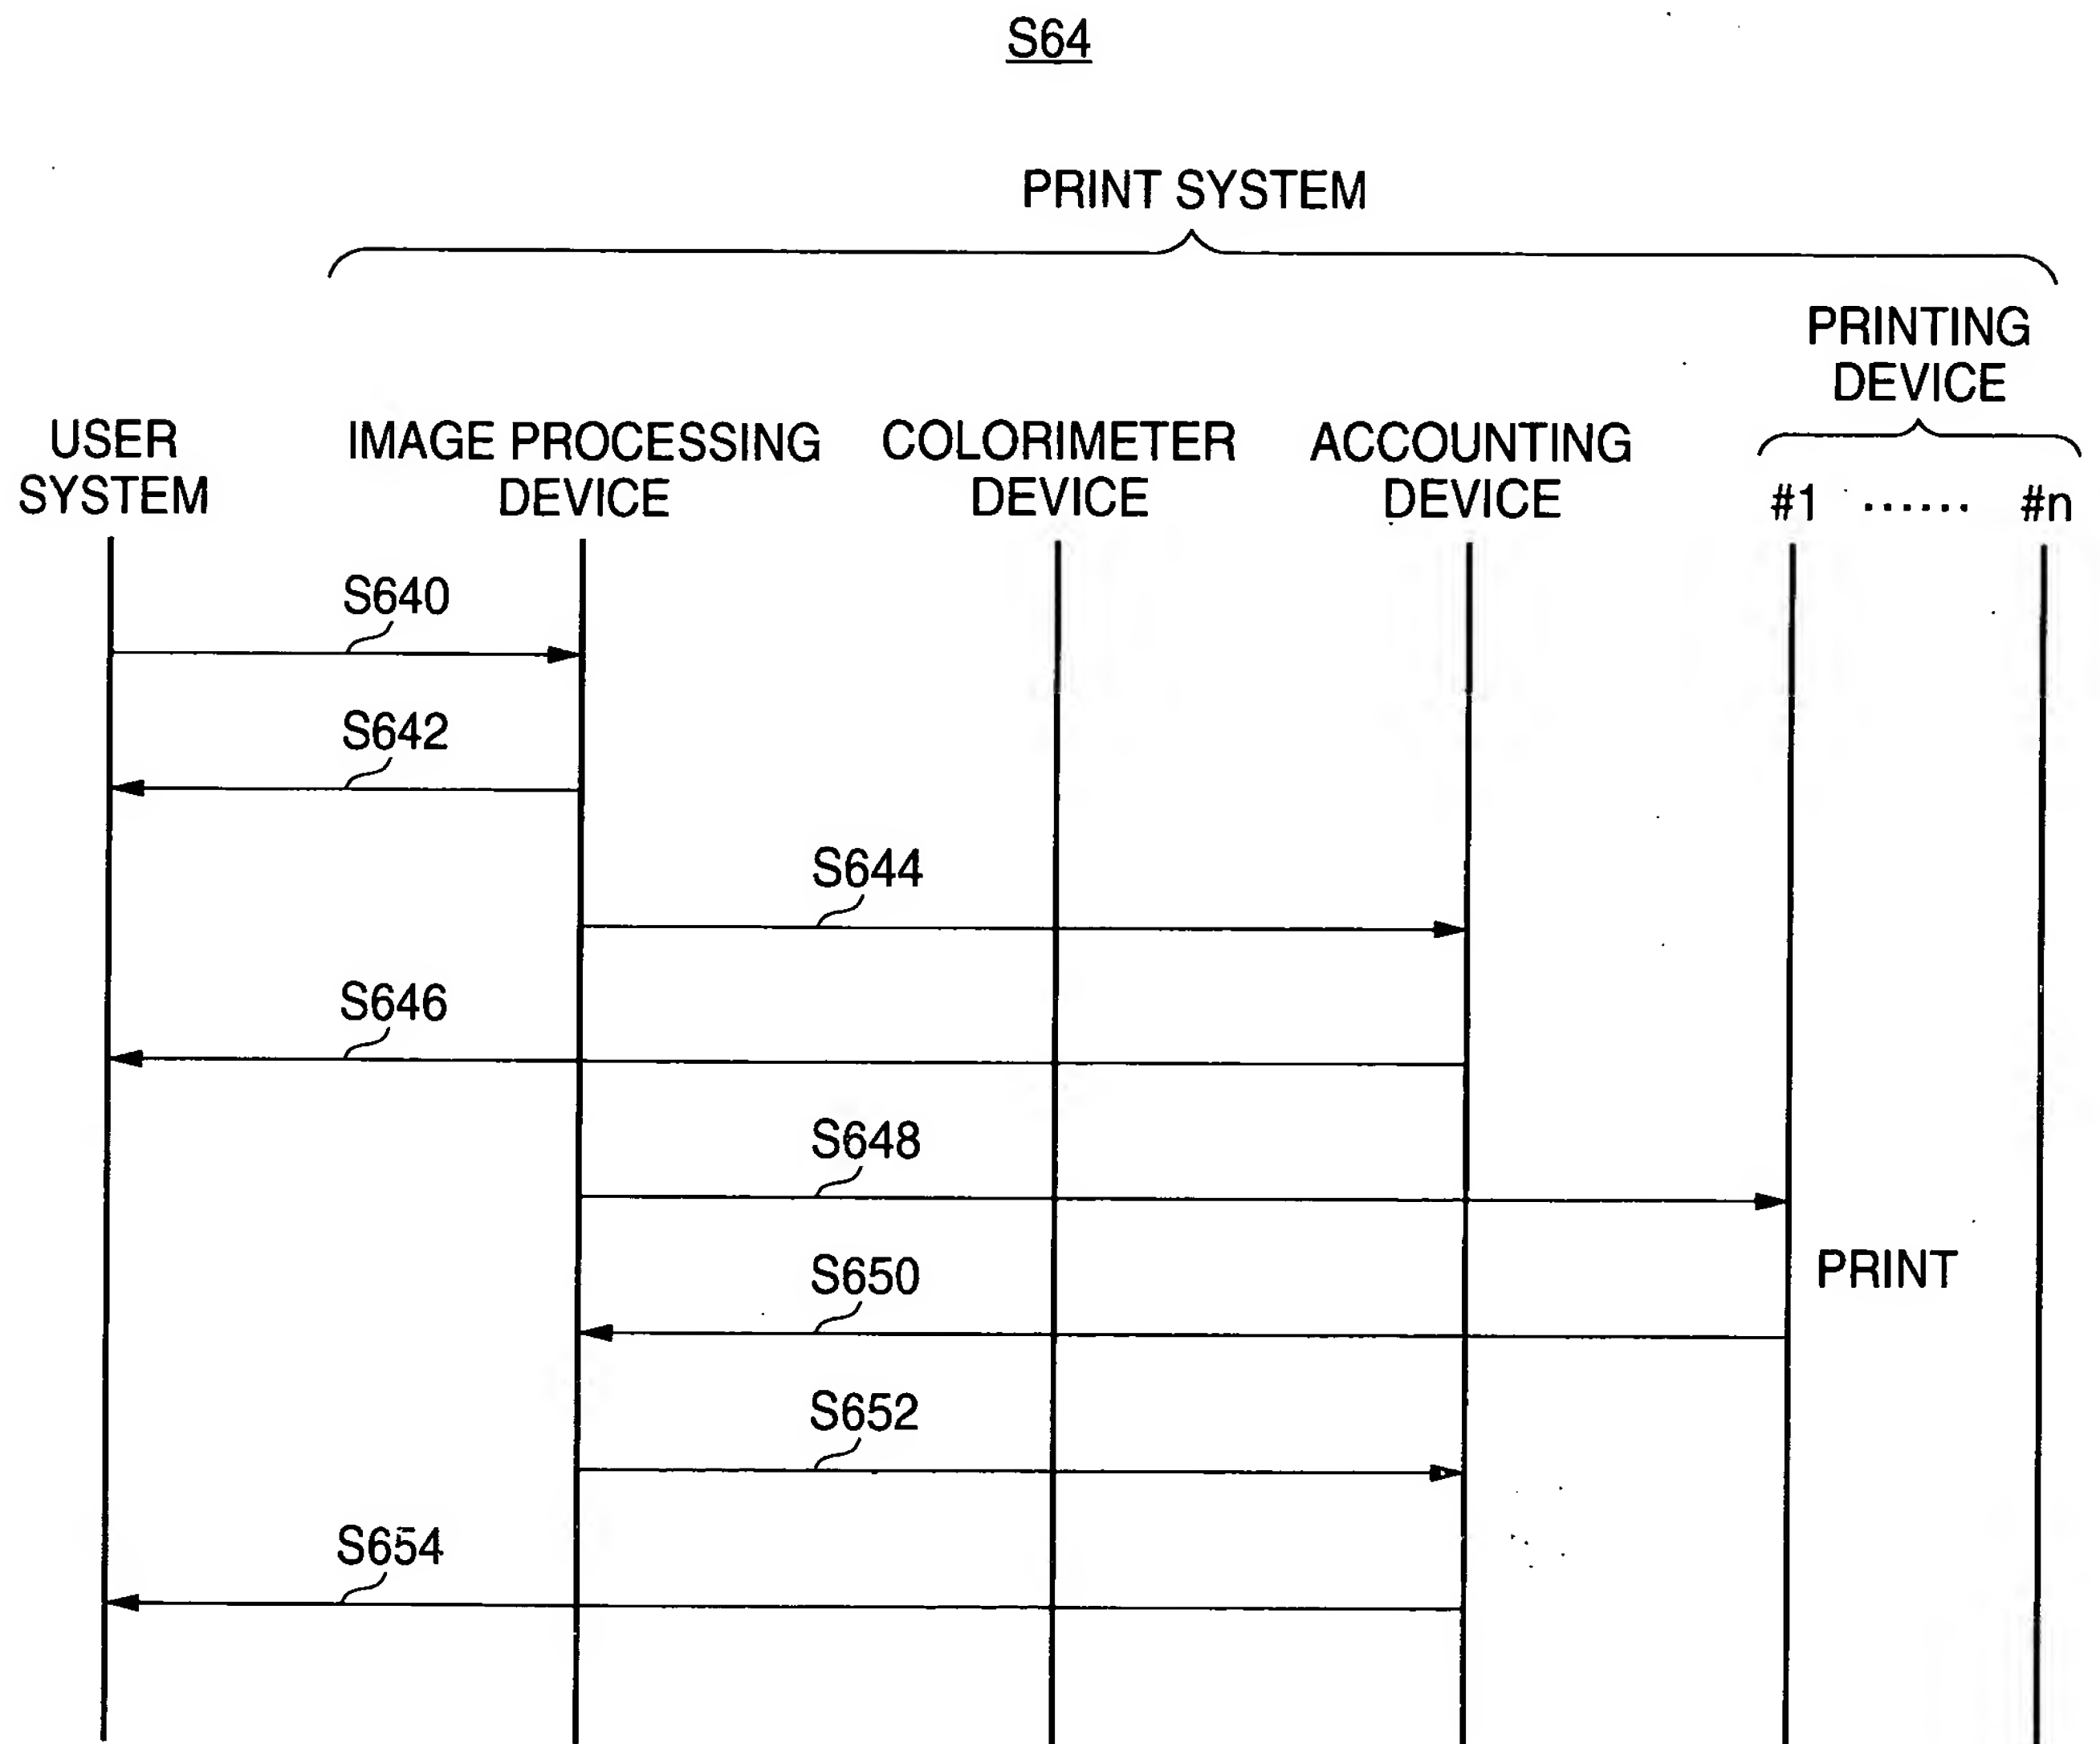 S64
PRINT SYSTEM
PRINTING
DEVICE
USER
SYSTEM
IMAGE PROCESSING
DEVICE
COLORIMETER
DEVICE
ACCOUNTING
DEVICE
#1 ...... #n
S640
S642
S644
S646
S648
PRINT
S650
S652
S654